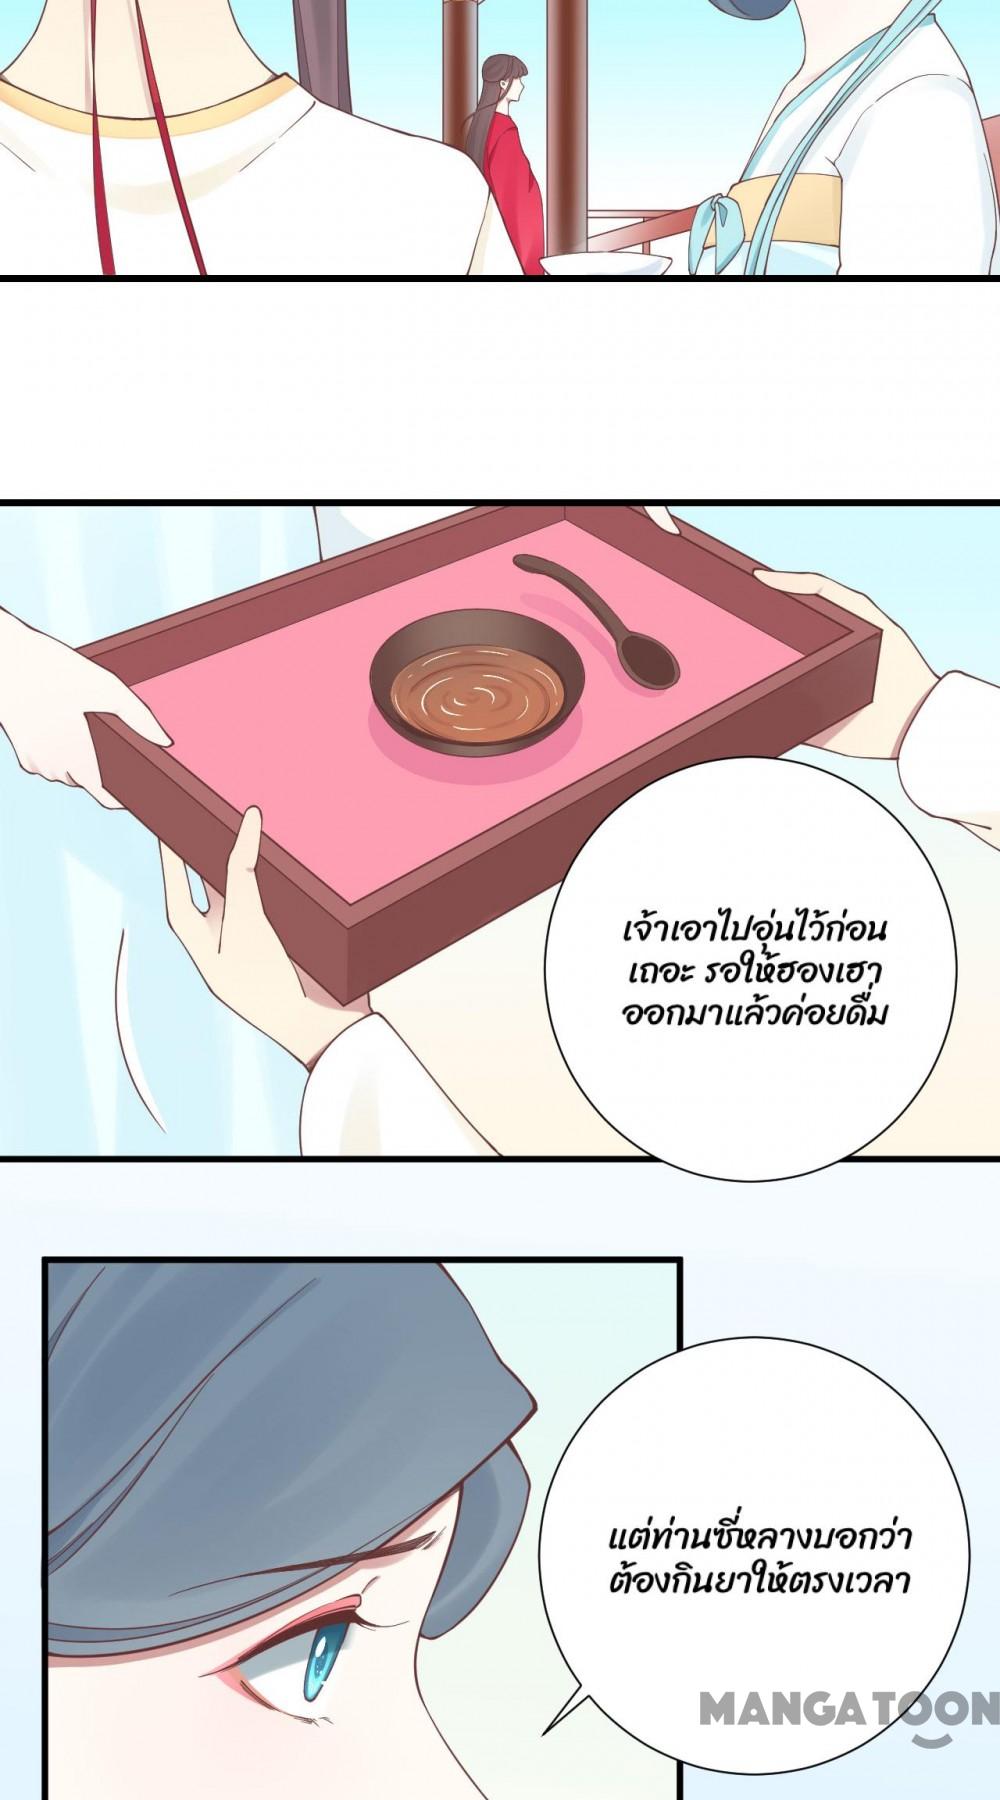 เจ้าเอาไปอุ่นไว้ก่อน
เถอะ รอให้ฮองเฮา
ออกมาแล้วค่อยดื่ม
แต่ท่านซี่หลางบอกว่า
ต้องกินยาให้ตรงเวลา
MANGATOON